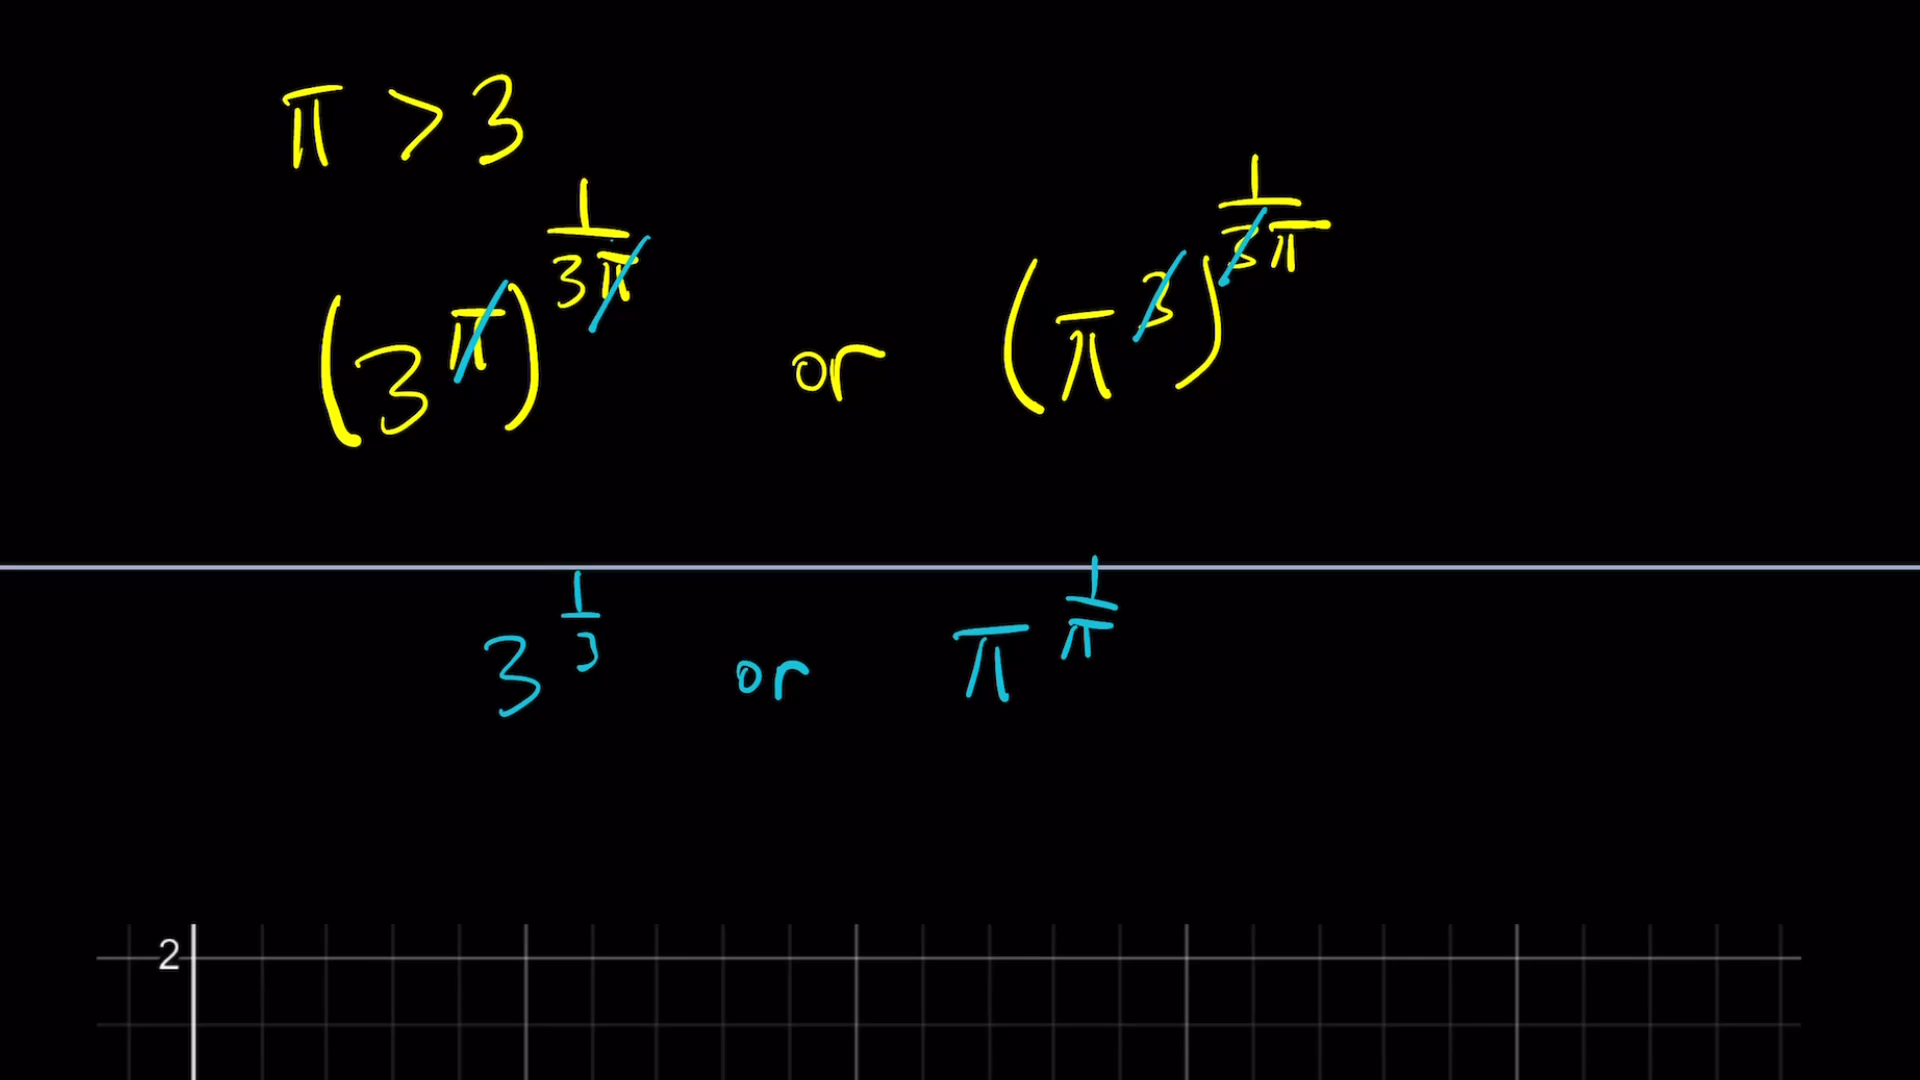 π > 3
(3^π)^(1/3π) or (π^3)^(1/3π)
3^(1/3) or π^(1/π)
2